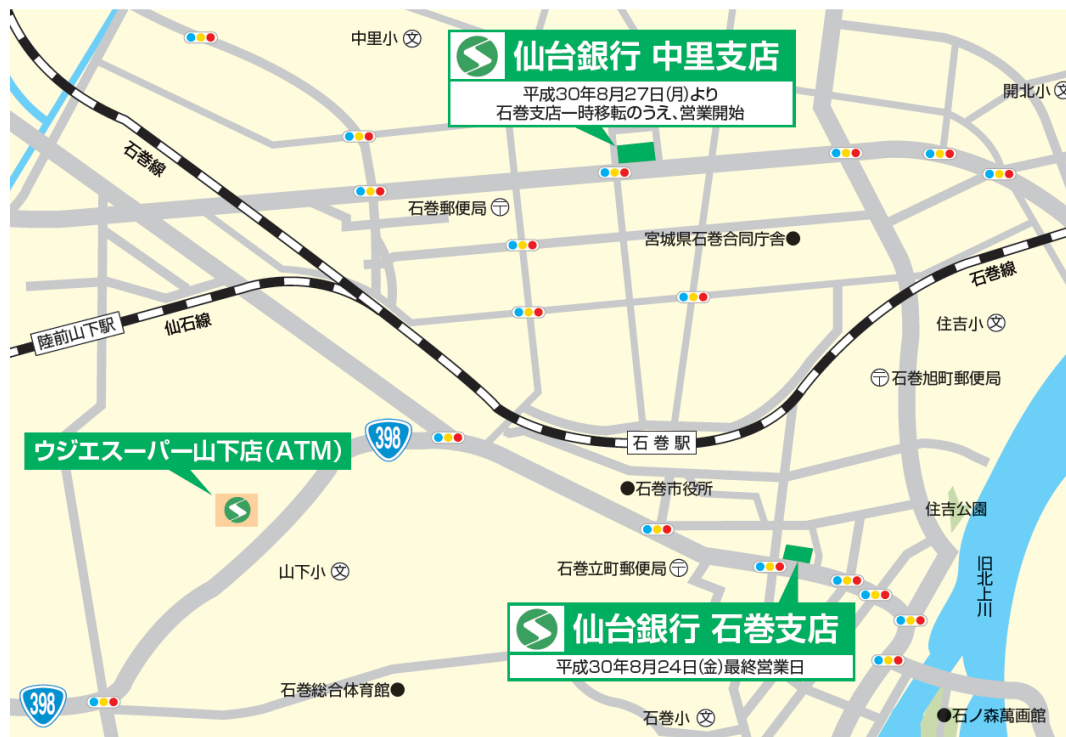 中里小 文
仙台銀行 中里支店
平成30年8月27日(月)より
石巻支店一時移転のうえ、営業開始
開北小 文
石巻線
石巻郵便局 〒
宮城県石巻合同庁舎
石巻線
陸前山下駅
仙石線
住吉小 文
〒 石巻旭町郵便局
398
石巻駅
ウジエスーパー山下店(ATM)
石巻市役所
住吉公園
山下小 文
石巻立町郵便局 〒
旧北上川
仙台銀行 石巻支店
平成30年8月24日(金)最終営業日
石巻総合体育館
398
石巻小 文
石ノ森萬画館